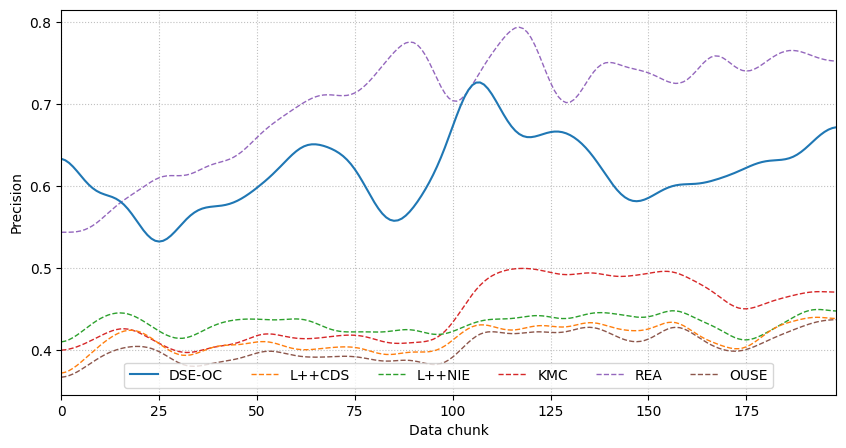 0.8
0.7
0.6
0.5
0.4
Precision
DSE-OC L++CDS L++NIE KMC REA OUSE
0 25 50 75 100 125 150 175
Data chunk